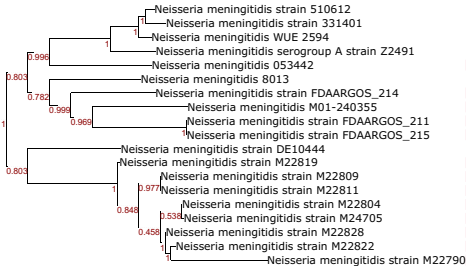 Neisseria meningitidis strain 510612
Neisseria meningitidis strain 331401
1
Neisseria meningitidis WUE 2594
1
1
Neisseria meningitidis serogroup A strain Z2491
0.996
Neisseria meningitidis 053442
0.803
Neisseria meningitidis 8013
0.782
Neisseria meningitidis strain FDAARGOS_214
0.999
Neisseria meningitidis M01-240355
0.969
Neisseria meningitidis strain FDAARGOS_211
1
Neisseria meningitidis strain FDAARGOS_215
1
Neisseria meningitidis strain DE10444
0.803
Neisseria meningitidis strain M22819
1
Neisseria meningitidis strain M22809
0.977
Neisseria meningitidis strain M22811
0.848
Neisseria meningitidis strain M22804
0.538
Neisseria meningitidis strain M24705
0.458
Neisseria meningitidis strain M22828
1
Neisseria meningitidis strain M22822
1
Neisseria meningitidis strain M22790